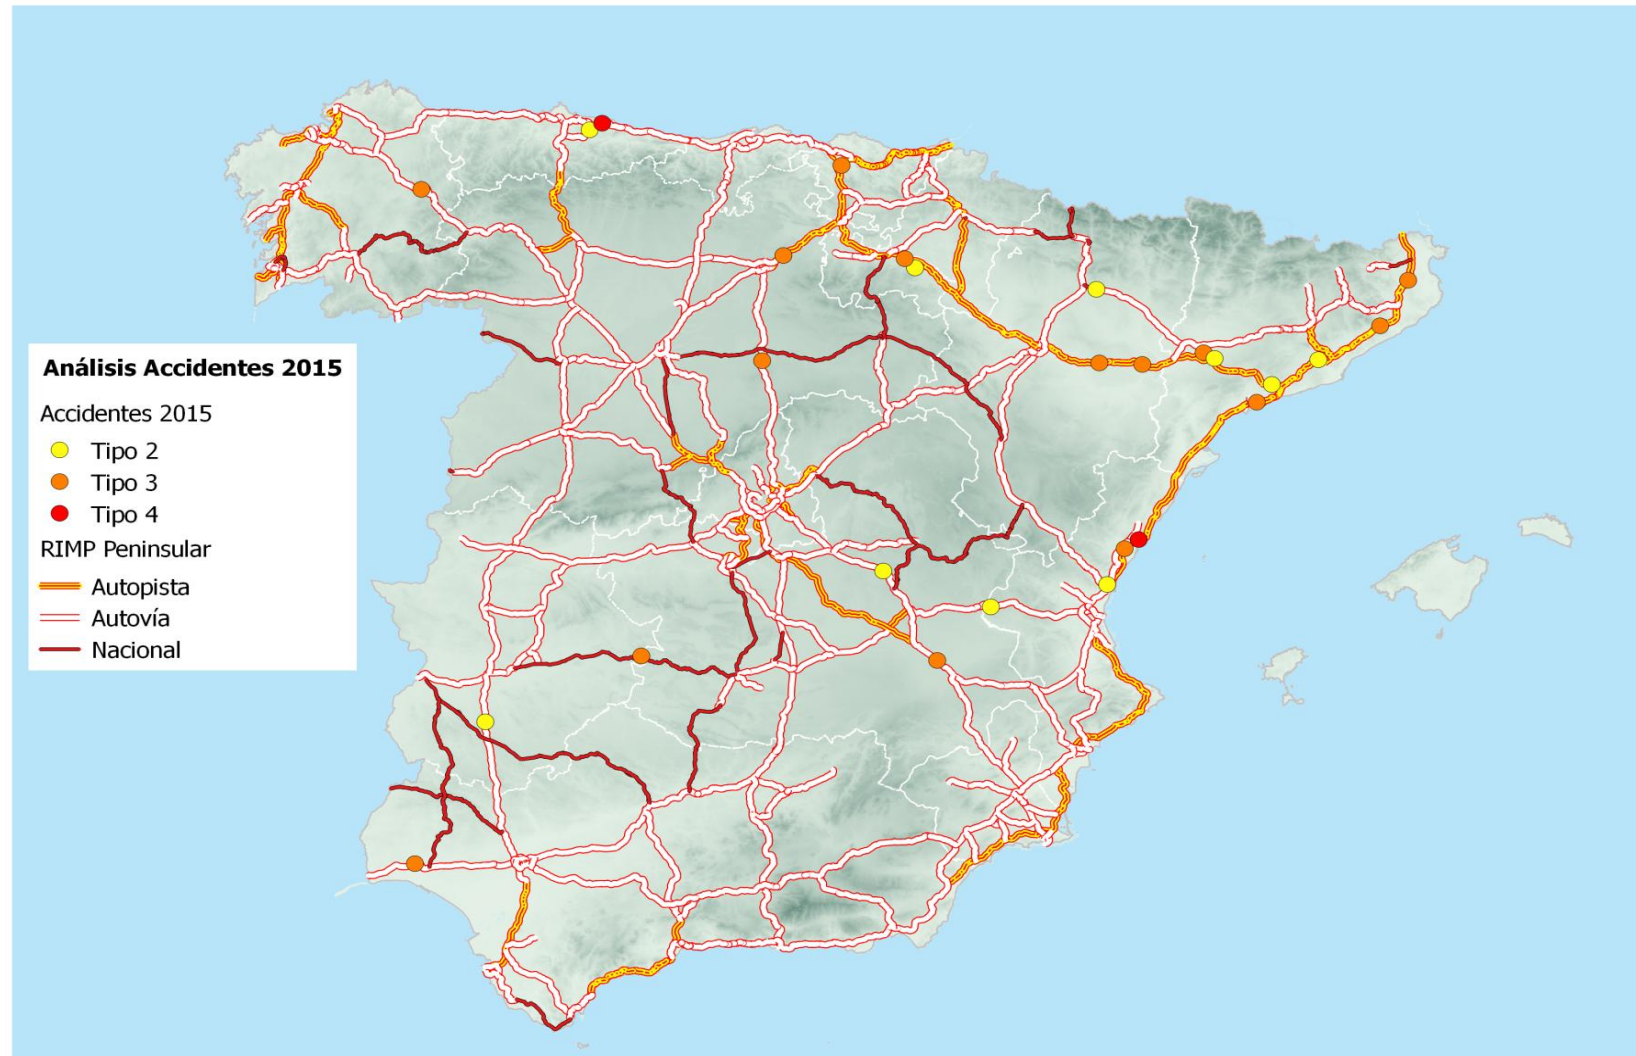 Análisis Accidentes 2015
Accidentes 2015
Tipo 2
Tipo 3
Tipo 4
RIMP Peninsular
Autopista
Autovía
Nacional